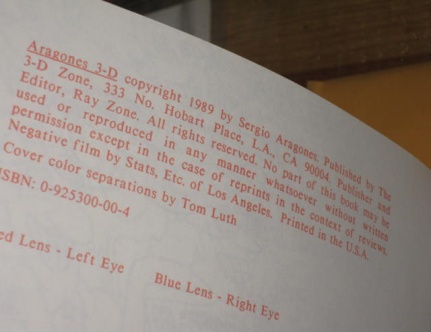 Aragones 3-D copyright 1989 by Sergio Aragones. Published by The
3-D Zone, 333 No. Hobart Place, L.A., CA 90004. Publisher and
Editor, Ray Zone. All rights reserved. No part of this book may be
used or reproduced in any manner whatsoever without written
permission except in the case of reprints in the context of reviews.
Negative film by Stats, Etc. of Los Angeles. Printed in the U.S.A.
Cover color separations by Tom Luth
ISBN: 0-925300-00-4
ed Lens - Left Eye Blue Lens - Right Eye